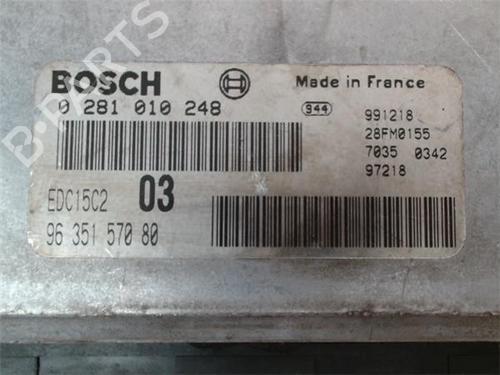 B-PARTS
BOSCH Made in France
0 281 010 248 944 991218
28FM0155
7035 0342
97218
EDC15C2 03
96 351 570 80